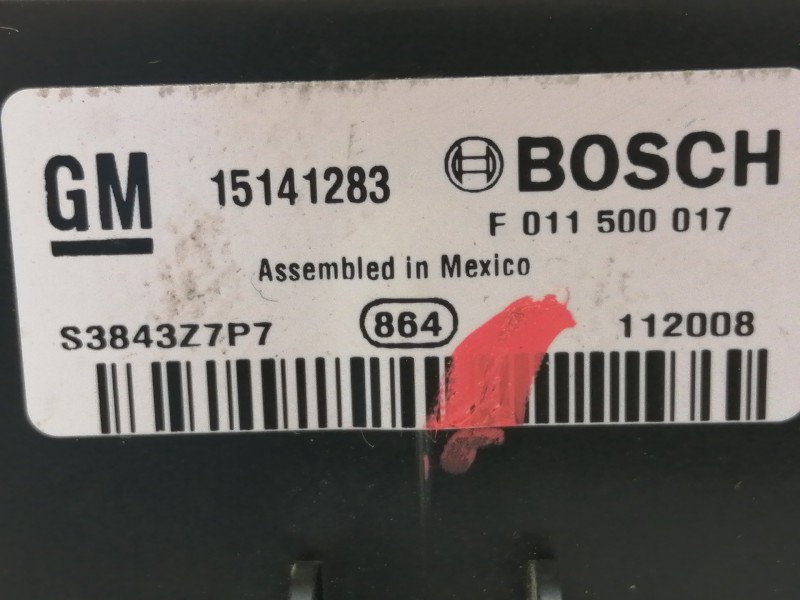 GM 15141283 BOSCH
F 011 500 017
Assembled in Mexico
S3843Z7P7 864 112008